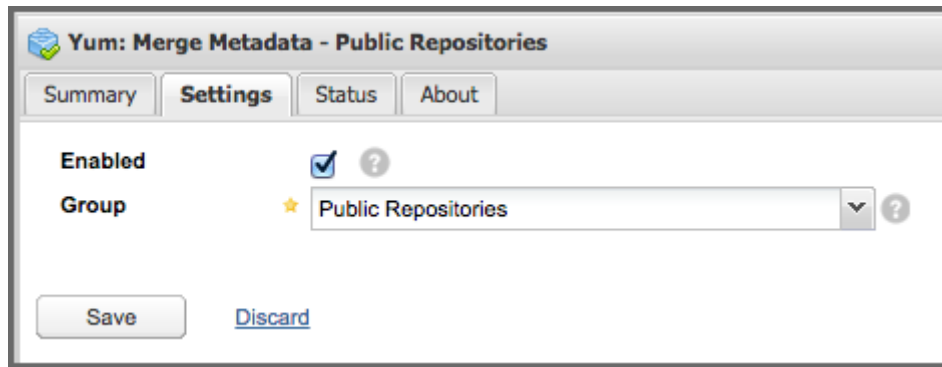 Yum: Merge Metadata - Public Repositories
Summary Settings Status About
Enabled ?
Group Public Repositories ?
Save Discard